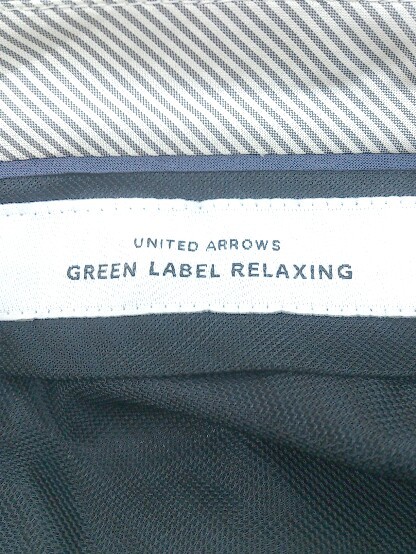 UNITED ARROWS
GREEN LABEL RELAXING